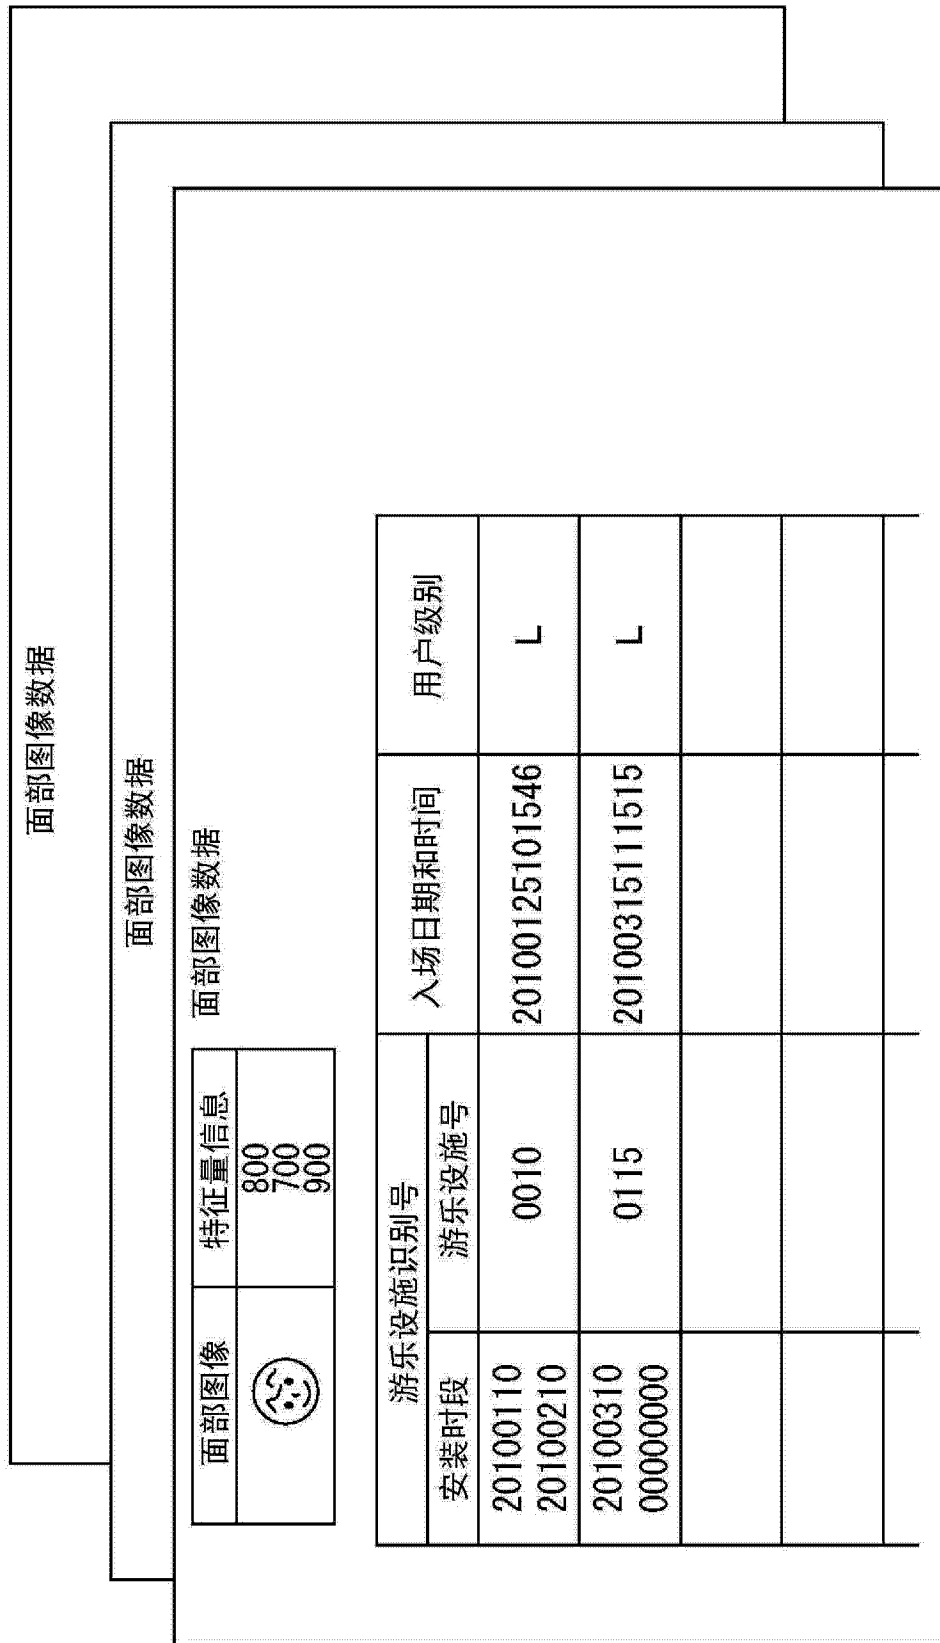 面部图像数据
面部图像数据
面部图像数据
面部图像 特征量信息
800
700
900
游乐设施识别号 入场日期和时间 用户级别
安装时段 游乐设施号
20100110 0010 20100125101546 L
20100210
20100310 0115 20100315111515 L
00000000